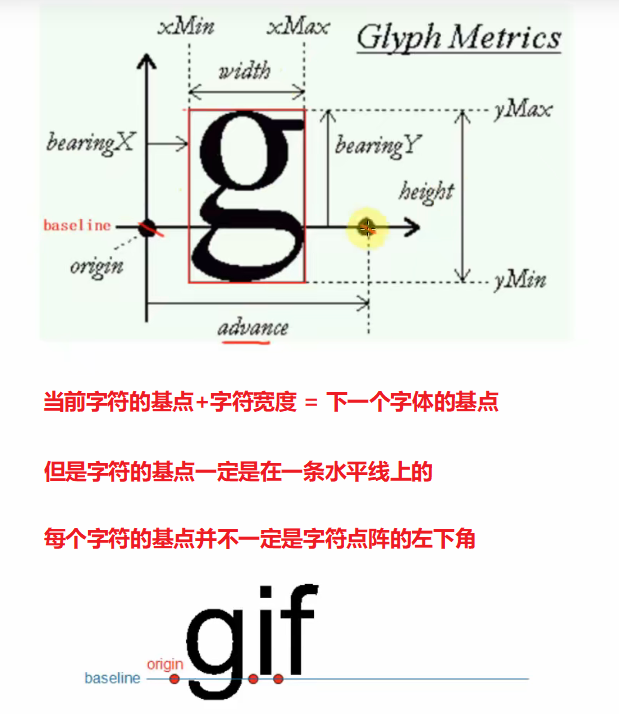 xMin xMax Glyph Metrics
width
yMax
bearingX bearingY
height
baseline
origin
yMin
advance
当前字符的基点+字符宽度 = 下一个字体的基点
但是字符的基点一定是在一条水平线上的
每个字符的基点并不一定是字符点阵的左下角
gif
origin
baseline